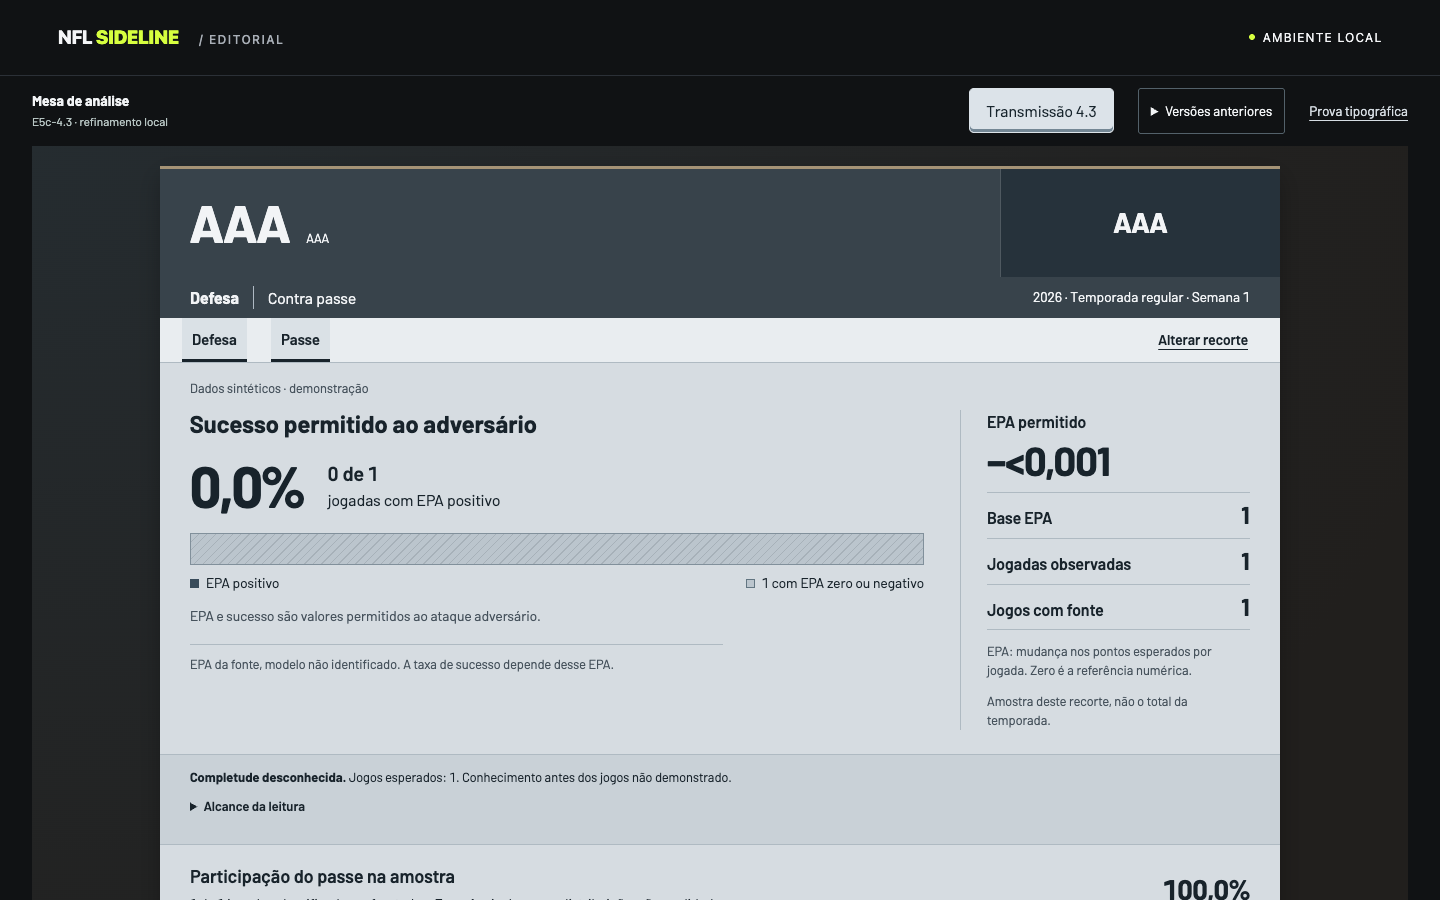 NFL SIDELINE / EDITORIAL
AMBIENTE LOCAL
Mesa de análise
E5c-4.3 · refinamento local
Transmissão 4.3
Versões anteriores
Prova tipográfica
AAA AAA
AAA
Defesa Contra passe
2026 · Temporada regular · Semana 1
Defesa Passe
Alterar recorte
Dados sintéticos · demonstração
Sucesso permitido ao adversário
0,0%
0 de 1
jogadas com EPA positivo
EPA positivo
1 com EPA zero ou negativo
EPA e sucesso são valores permitidos ao ataque adversário.
EPA da fonte, modelo não identificado. A taxa de sucesso depende desse EPA.
EPA permitido
−<0,001
Base EPA 1
Jogadas observadas 1
Jogos com fonte 1
EPA: mudança nos pontos esperados por
jogada. Zero é a referência numérica.
Amostra deste recorte, não o total da
temporada.
Completude desconhecida. Jogos esperados: 1. Conhecimento antes dos jogos não demonstrado.
Alcance da leitura
Participação do passe na amostra
100,0%